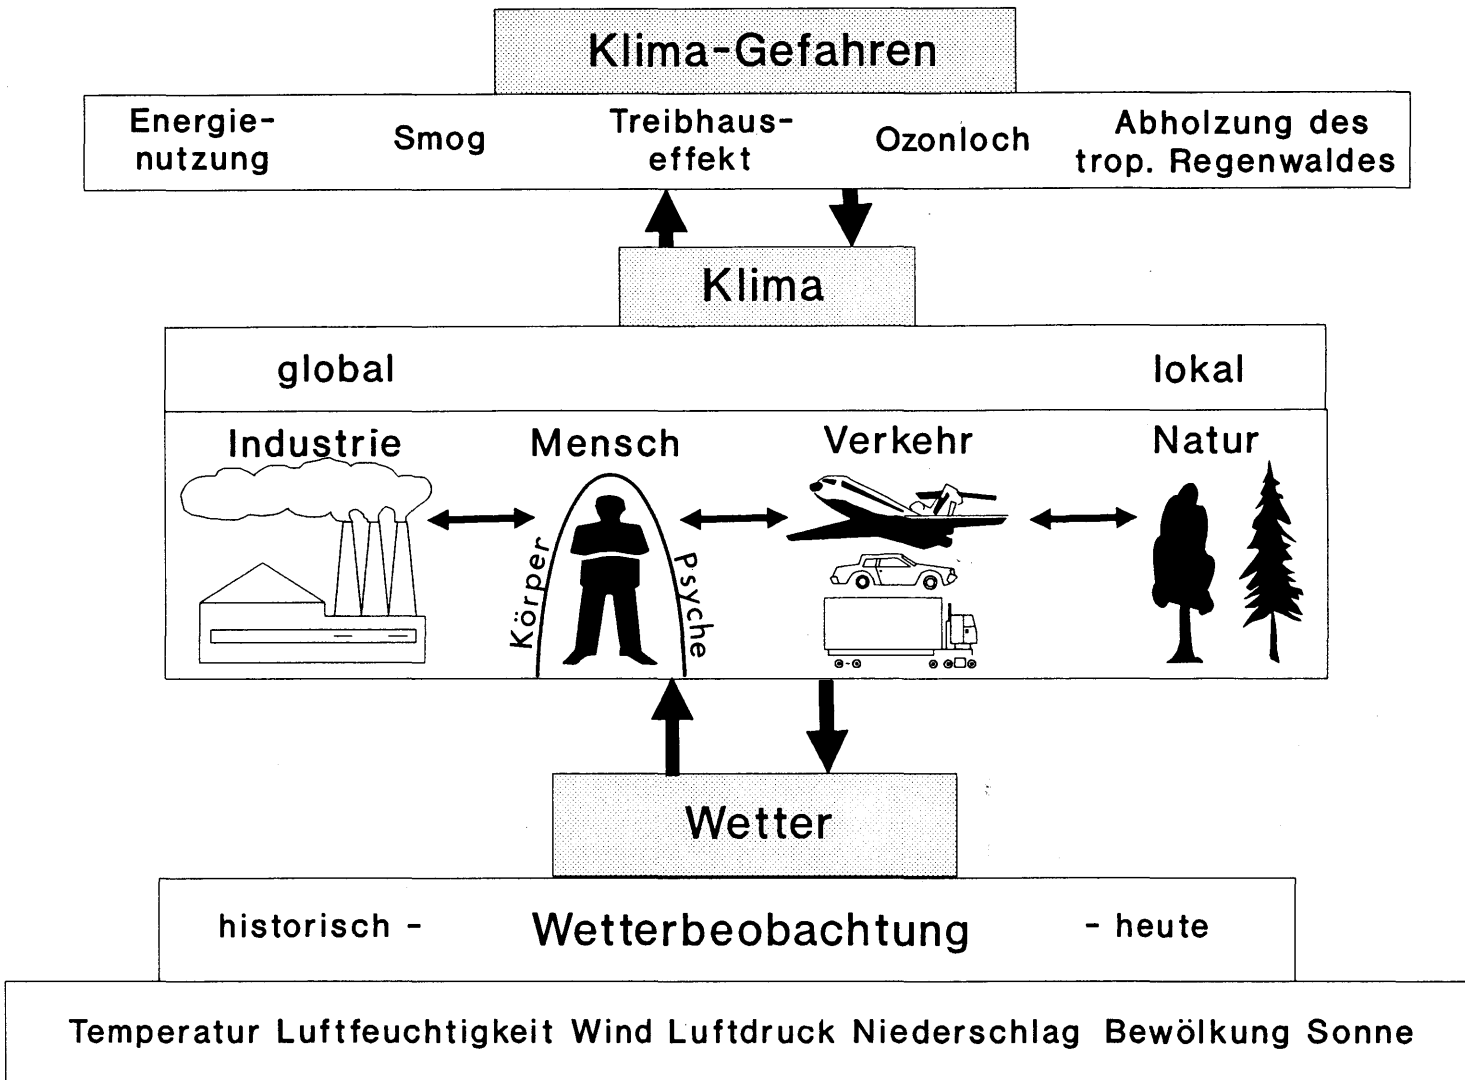 Klima-Gefahren
Energie-
nutzung
Smog
Treibhaus-
effekt
Ozonloch
Abholzung des
trop. Regenwaldes
Klima
global
lokal
Industrie
Mensch
Verkehr
Natur
Körper
Psyche
Wetter
historisch -
Wetterbeobachtung
- heute
Temperatur Luftfeuchtigkeit Wind Luftdruck Niederschlag Bewölkung Sonne